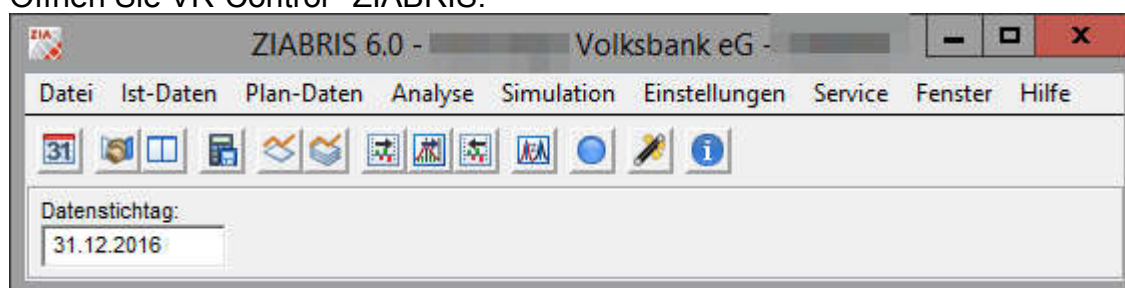 Öffnen Sie VR-Control® ZIABRIS:
ZIA
ZIABRIS 6.0 - Volksbank eG -
Datei Ist-Daten Plan-Daten Analyse Simulation Einstellungen Service Fenster Hilfe
31
Datenstichtag:
31.12.2016